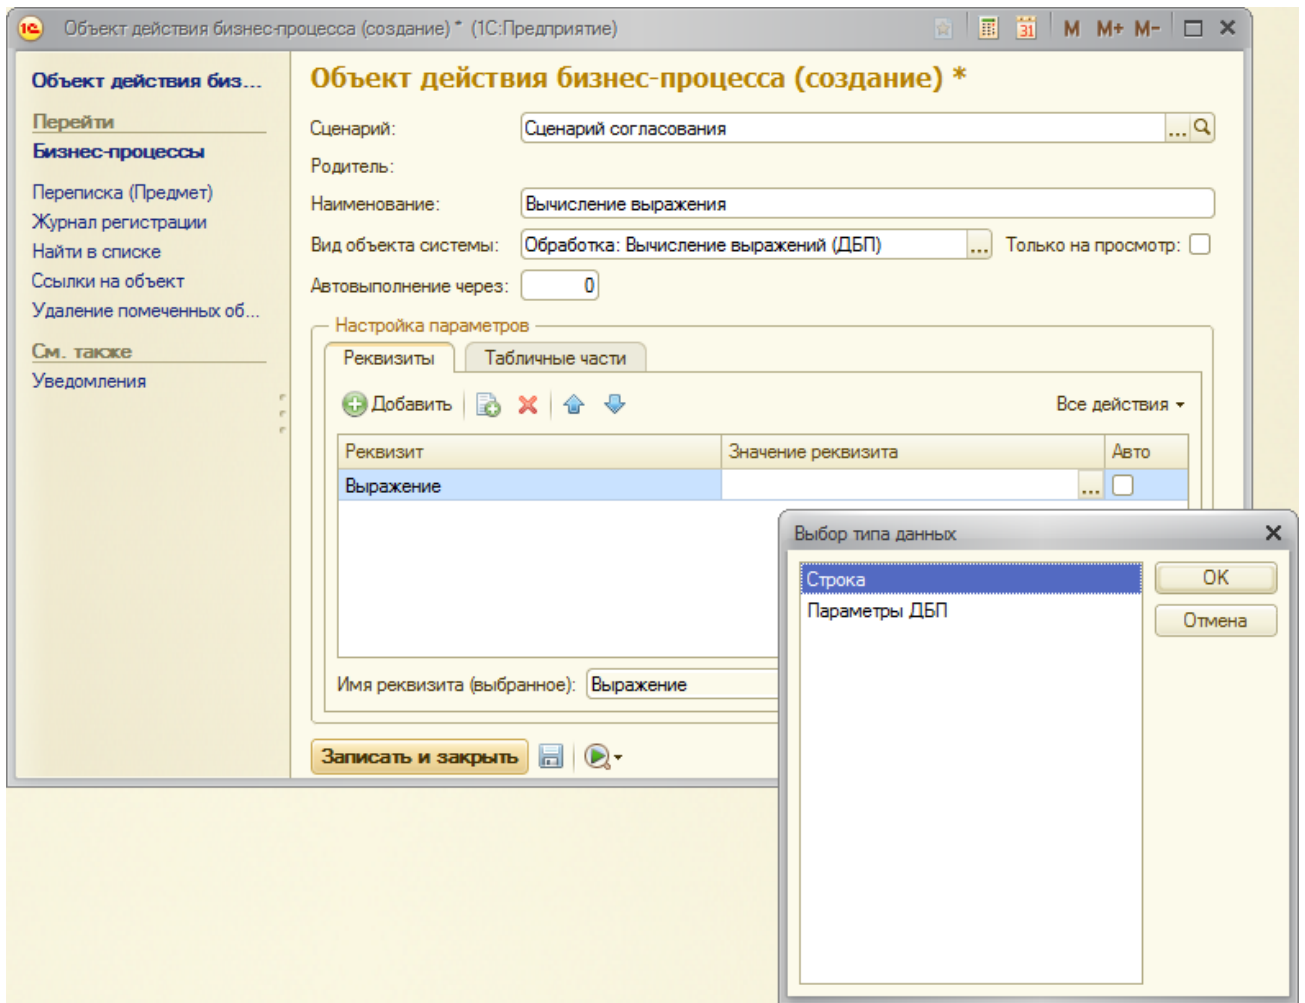 Объект действия бизнес-процесса (создание) * (1С:Предприятие)
31 M M+ M-
Объект действия биз...
Перейти
Бизнес-процессы
Переписка (Предмет)
Журнал регистрации
Найти в списке
Ссылки на объект
Удаление помеченных об...
См. также
Уведомления
Объект действия бизнес-процесса (создание) *
Сценарий: Сценарий согласования ...
Родитель:
Наименование: Вычисление выражения
Вид объекта системы: Обработка: Вычисление выражений (ДБП) ... Только на просмотр:
Автовыполнение через: 0
Настройка параметров
Реквизиты Табличные части
Добавить Все действия
Реквизит Значение реквизита Авто
Выражение ...
Имя реквизита (выбранное): Выражение
Записать и закрыть
Выбор типа данных
Строка
Параметры ДБП
OK
Отмена